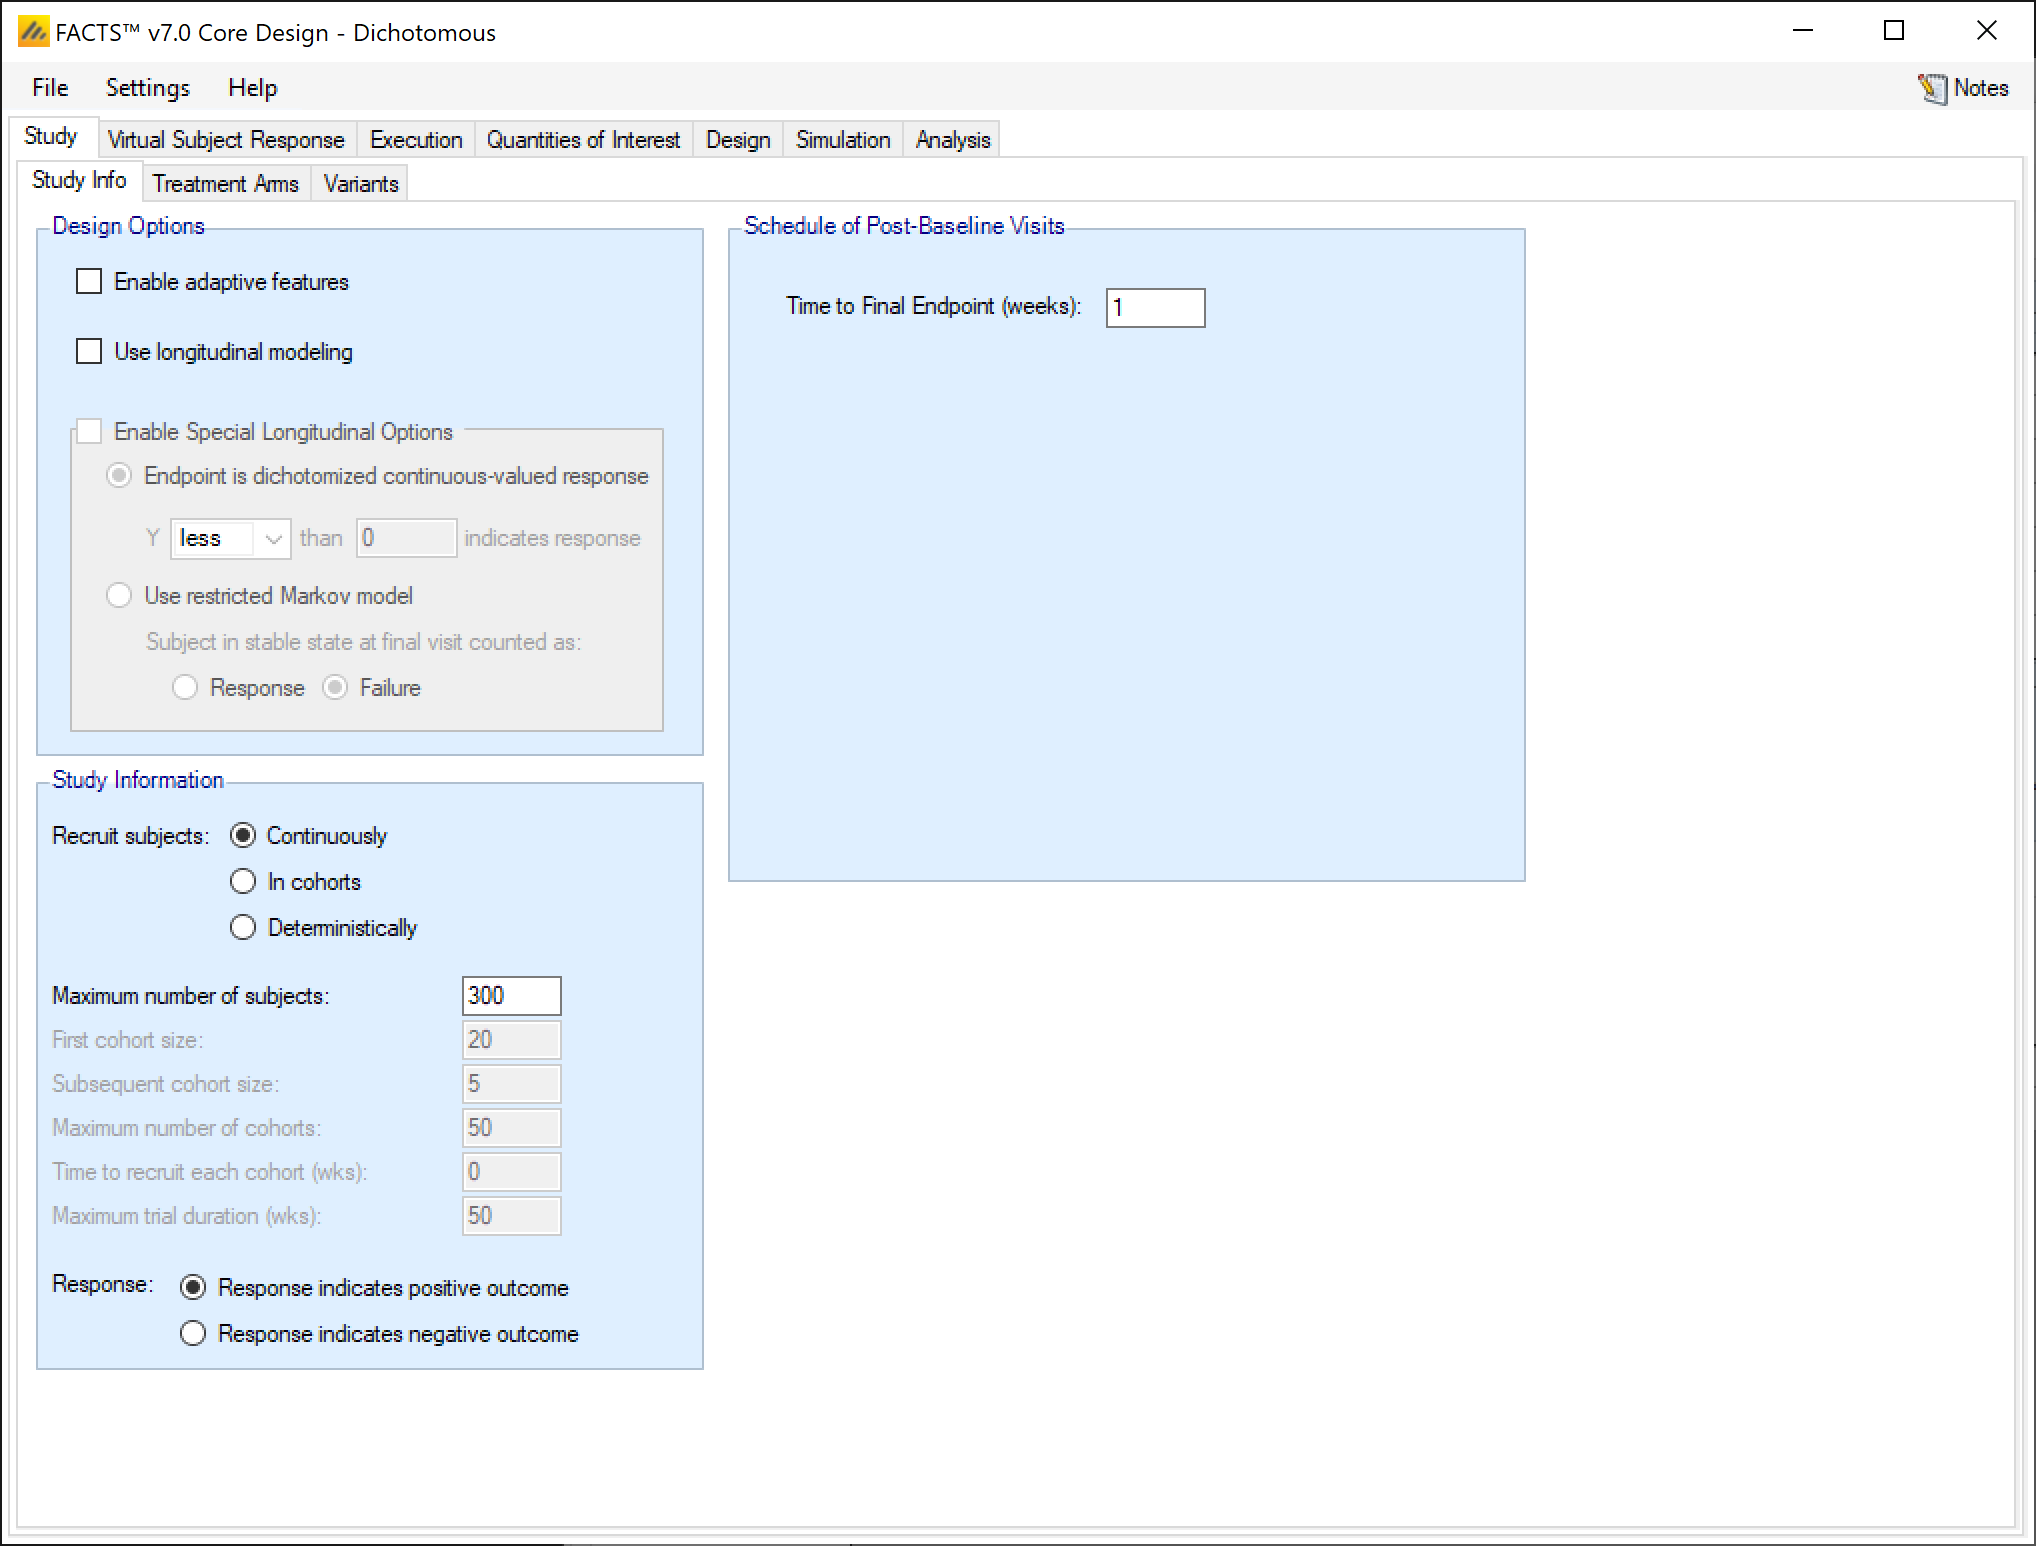 FACTS™ v7.0 Core Design - Dichotomous
File Settings Help Notes
Study Virtual Subject Response Execution Quantities of Interest Design Simulation Analysis
Study Info Treatment Arms Variants
Design Options
Enable adaptive features
Use longitudinal modeling
Enable Special Longitudinal Options
Endpoint is dichotomized continuous-valued response
Y less than 0 indicates response
Use restricted Markov model
Subject in stable state at final visit counted as:
Response Failure
Schedule of Post-Baseline Visits
Time to Final Endpoint (weeks): 1
Study Information
Recruit subjects: Continuously
In cohorts
Deterministically
Maximum number of subjects: 300
First cohort size: 20
Subsequent cohort size: 5
Maximum number of cohorts: 50
Time to recruit each cohort (wks): 0
Maximum trial duration (wks): 50
Response: Response indicates positive outcome
Response indicates negative outcome